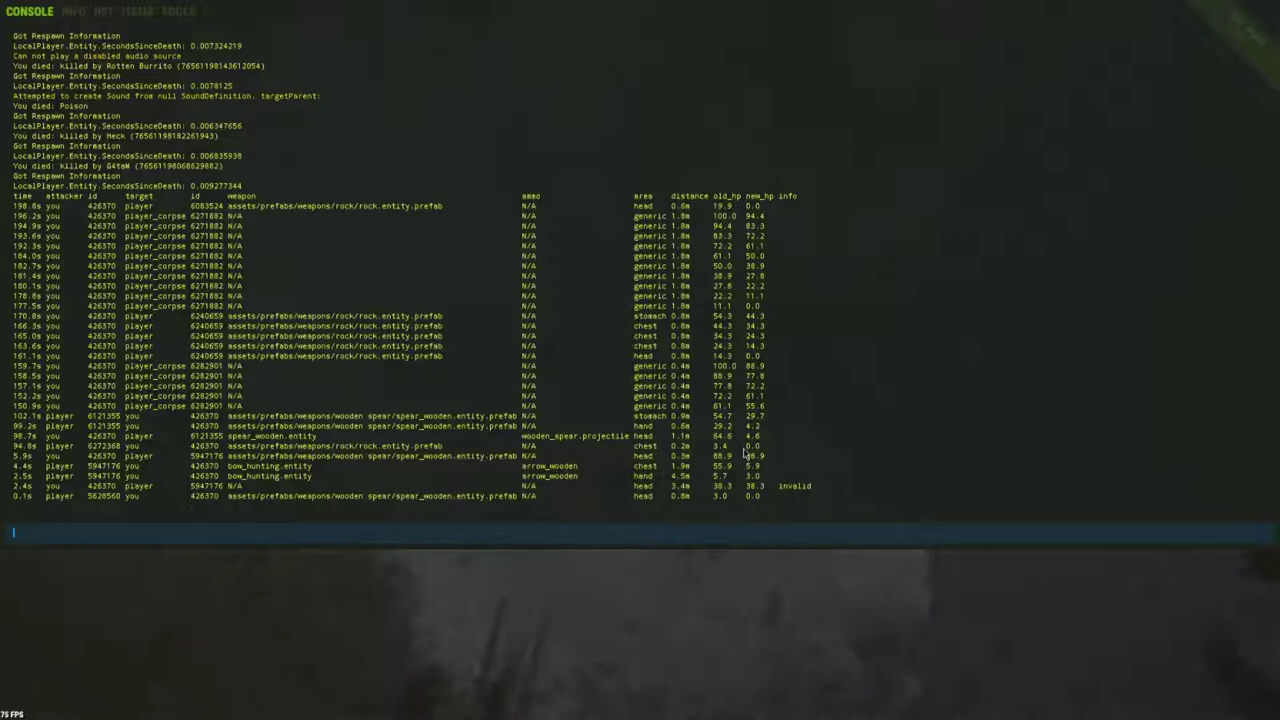 CONSOLE INFO NET ITEMS TOOLS
Got Respawn Information
LocalPlayer.Entity.SecondsSinceDeath: 0.007324219
Can not play a disabled audio source
You died: killed by Rotten Burrito (76561198143612054)
Got Respawn Information
LocalPlayer.Entity.SecondsSinceDeath: 0.0078125
Attempted to create Sound from null SoundDefinition. targetParent:
You died: Poison
Got Respawn Information
LocalPlayer.Entity.SecondsSinceDeath: 0.006347656
You died: killed by Heck (76561198182261943)
Got Respawn Information
LocalPlayer.Entity.SecondsSinceDeath: 0.006835938
You died: killed by G4taW (76561198068629882)
Got Respawn Information
LocalPlayer.Entity.SecondsSinceDeath: 0.009277344
time attacker id target id weapon ammo area distance old_hp new_hp info
198.8s you 426370 player 6083524 assets/prefabs/weapons/rock/rock.entity.prefab N/A head 0.6m 19.9 0.0
196.2s you 426370 player_corpse 6271882 N/A N/A generic 1.8m 100.0 94.4
194.9s you 426370 player_corpse 6271882 N/A N/A generic 1.8m 94.4 83.3
193.6s you 426370 player_corpse 6271882 N/A N/A generic 1.8m 83.3 72.2
192.3s you 426370 player_corpse 6271882 N/A N/A generic 1.8m 72.2 61.1
184.0s you 426370 player_corpse 6271882 N/A N/A generic 1.8m 61.1 50.0
182.7s you 426370 player_corpse 6271882 N/A N/A generic 1.8m 50.0 38.9
181.4s you 426370 player_corpse 6271882 N/A N/A generic 1.8m 38.9 27.8
180.1s you 426370 player_corpse 6271882 N/A N/A generic 1.8m 27.8 22.2
178.8s you 426370 player_corpse 6271882 N/A N/A generic 1.8m 22.2 11.1
177.5s you 426370 player_corpse 6271882 N/A N/A generic 1.8m 11.1 0.0
170.8s you 426370 player 6240659 assets/prefabs/weapons/rock/rock.entity.prefab N/A stomach 0.8m 54.3 44.3
166.3s you 426370 player 6240659 assets/prefabs/weapons/rock/rock.entity.prefab N/A chest 0.8m 44.3 34.3
165.0s you 426370 player 6240659 assets/prefabs/weapons/rock/rock.entity.prefab N/A chest 0.8m 34.3 24.3
163.6s you 426370 player 6240659 assets/prefabs/weapons/rock/rock.entity.prefab N/A chest 0.8m 24.3 14.3
161.1s you 426370 player 6240659 assets/prefabs/weapons/rock/rock.entity.prefab N/A head 0.8m 14.3 0.0
159.7s you 426370 player_corpse 6282901 N/A N/A generic 0.4m 100.0 88.9
158.5s you 426370 player_corpse 6282901 N/A N/A generic 0.4m 88.9 77.8
157.1s you 426370 player_corpse 6282901 N/A N/A generic 0.4m 77.8 72.2
152.2s you 426370 player_corpse 6282901 N/A N/A generic 0.4m 72.2 61.1
150.9s you 426370 player_corpse 6282901 N/A N/A generic 0.4m 61.1 55.6
102.1s player 6121355 you 426370 assets/prefabs/weapons/wooden spear/spear_wooden.entity.prefab N/A stomach 0.9m 54.7 29.7
99.2s player 6121355 you 426370 assets/prefabs/weapons/wooden spear/spear_wooden.entity.prefab N/A hand 0.6m 29.2 4.2
98.7s you 426370 player 6121355 spear_wooden.entity wooden_spear.projectile head 1.1m 64.6 4.6
94.8s player 6272368 you 426370 assets/prefabs/weapons/rock/rock.entity.prefab N/A chest 0.2m 3.4 0.0
5.9s you 426370 player 5947176 assets/prefabs/weapons/wooden spear/spear_wooden.entity.prefab N/A head 0.3m 88.9
4.4s player 5947176 you 426370 bow_hunting.entity arrow_wooden chest 1.9m 55.9 5.9
2.5s player 5947176 you 426370 bow_hunting.entity arrow_wooden hand 4.5m 5.7 3.0
2.4s you 426370 player 5947176 N/A N/A head 3.4m 38.3 38.3 invalid
0.1s player 5628560 you 426370 assets/prefabs/weapons/wooden spear/spear_wooden.entity.prefab N/A head 0.8m 3.0 0.0
75 FPS